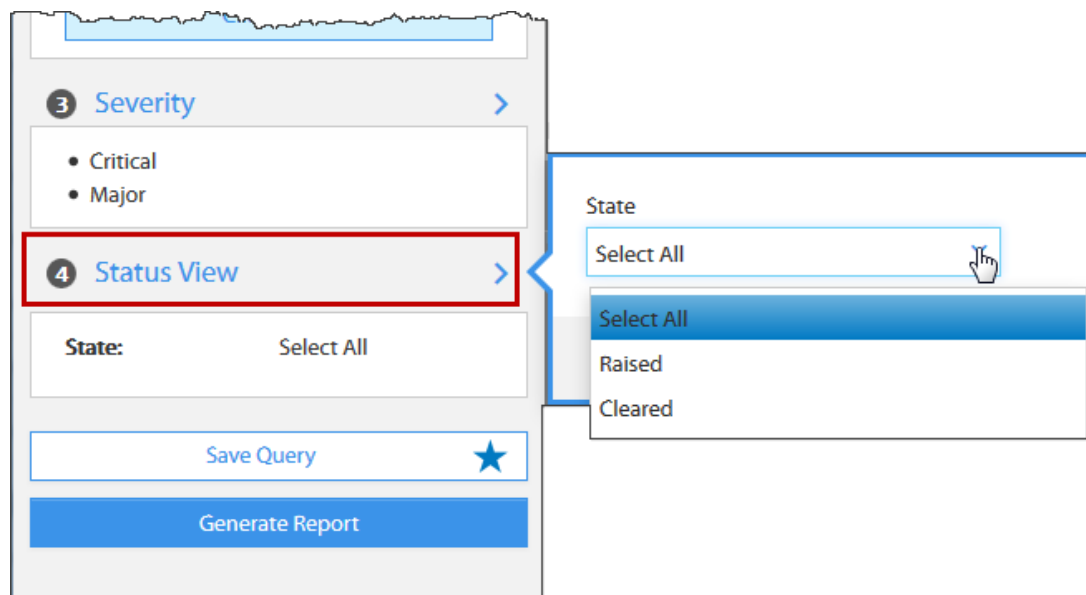 3 Severity
• Critical
• Major
4 Status View
State: Select All
Save Query
Generate Report
State
Select All
Select All
Raised
Cleared